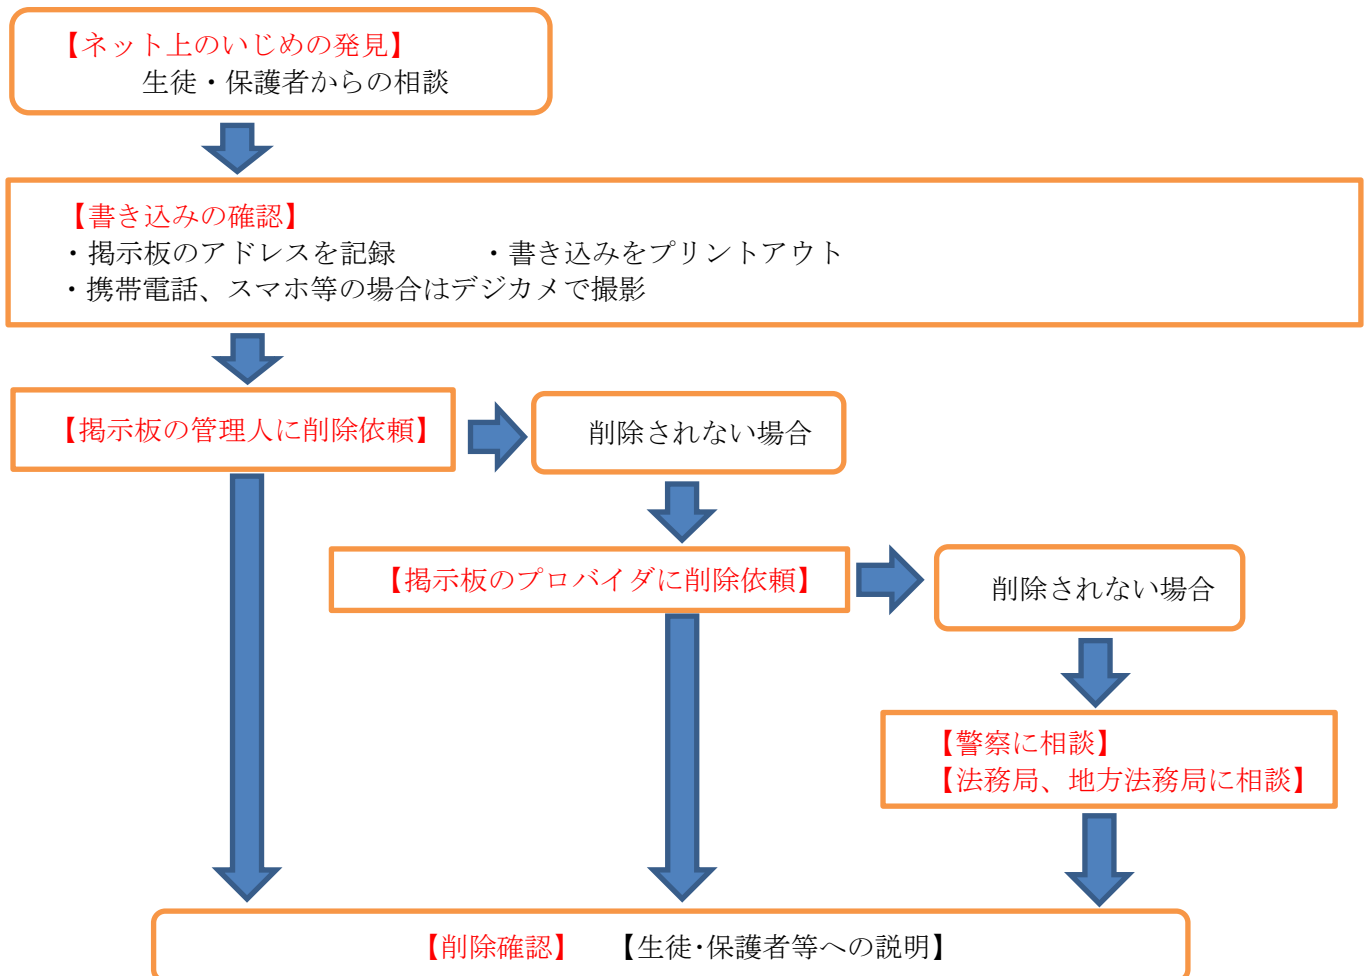 【ネット上のいじめの発見】
生徒・保護者からの相談
【書き込みの確認】
・掲示板のアドレスを記録　・書き込みをプリントアウト
・携帯電話、スマホ等の場合はデジカメで撮影
【掲示板の管理人に削除依頼】
削除されない場合
【掲示板のプロバイダに削除依頼】
削除されない場合
【警察に相談】
【法務局、地方法務局に相談】
【削除確認】　【生徒・保護者等への説明】